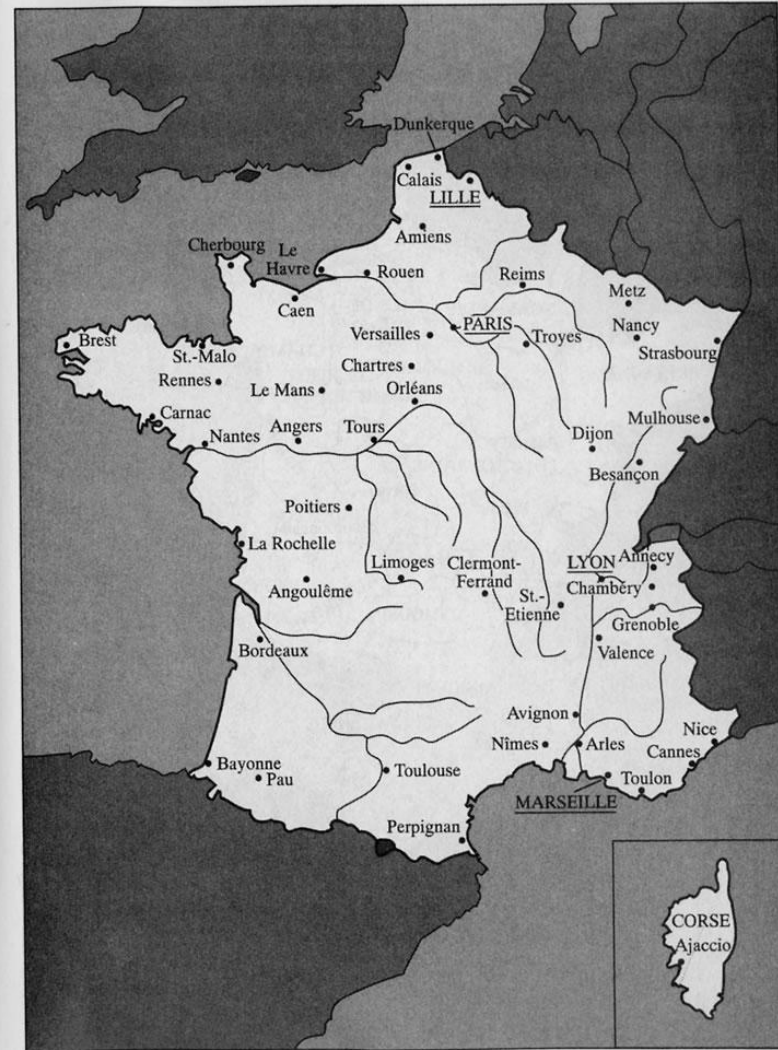 Dunkerque
Calais
LILLE
Amiens
Cherbourg
Le
Havre
Rouen
Reims
Caen
Metz
PARIS
Versailles
Troyes
Nancy
Strasbourg
Brest
St.-Malo
Chartres
Rennes
Le Mans
Orléans
Carnac
Mulhouse
Nantes
Angers
Tours
Dijon
Besançon
Poitiers
La Rochelle
Limoges
Clermont-
Ferrand
LYON
Annecy
Chambéry
Angoulême
St.-
Etienne
Grenoble
Bordeaux
Valence
Avignon
Nîmes
Arles
Nice
Cannes
Bayonne
Pau
Toulouse
Toulon
MARSEILLE
Perpignan
CORSE
Ajaccio